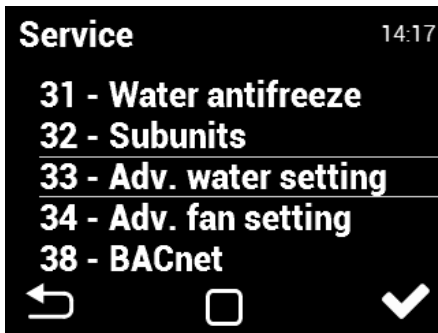 Service 14:17
31 - Water antifreeze
32 - Subunits
33 - Adv. water setting
34 - Adv. fan setting
38 - BACnet